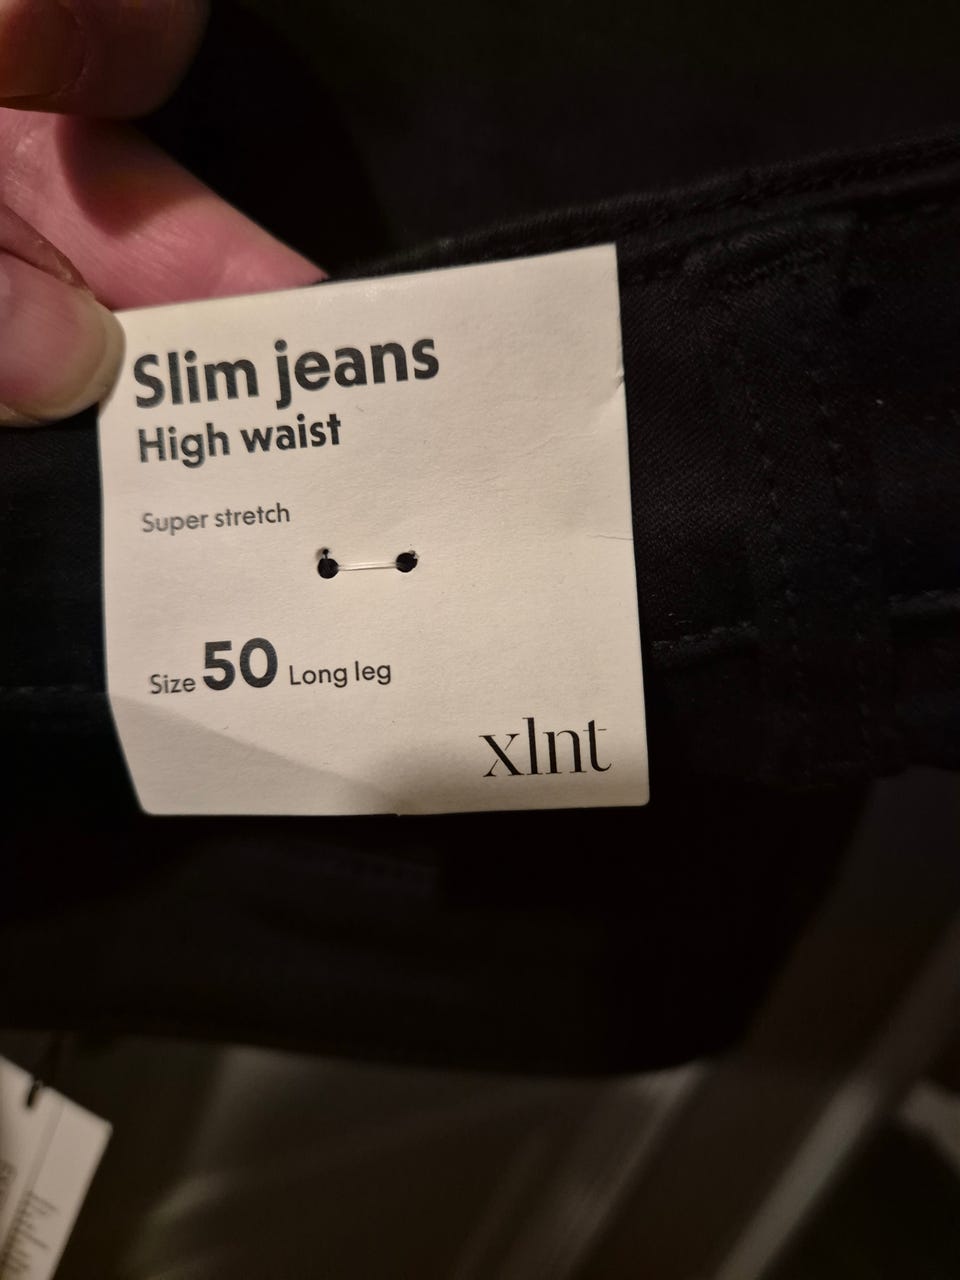 Slim jeans
High waist
Super stretch
Size 50 Long leg
xlnt